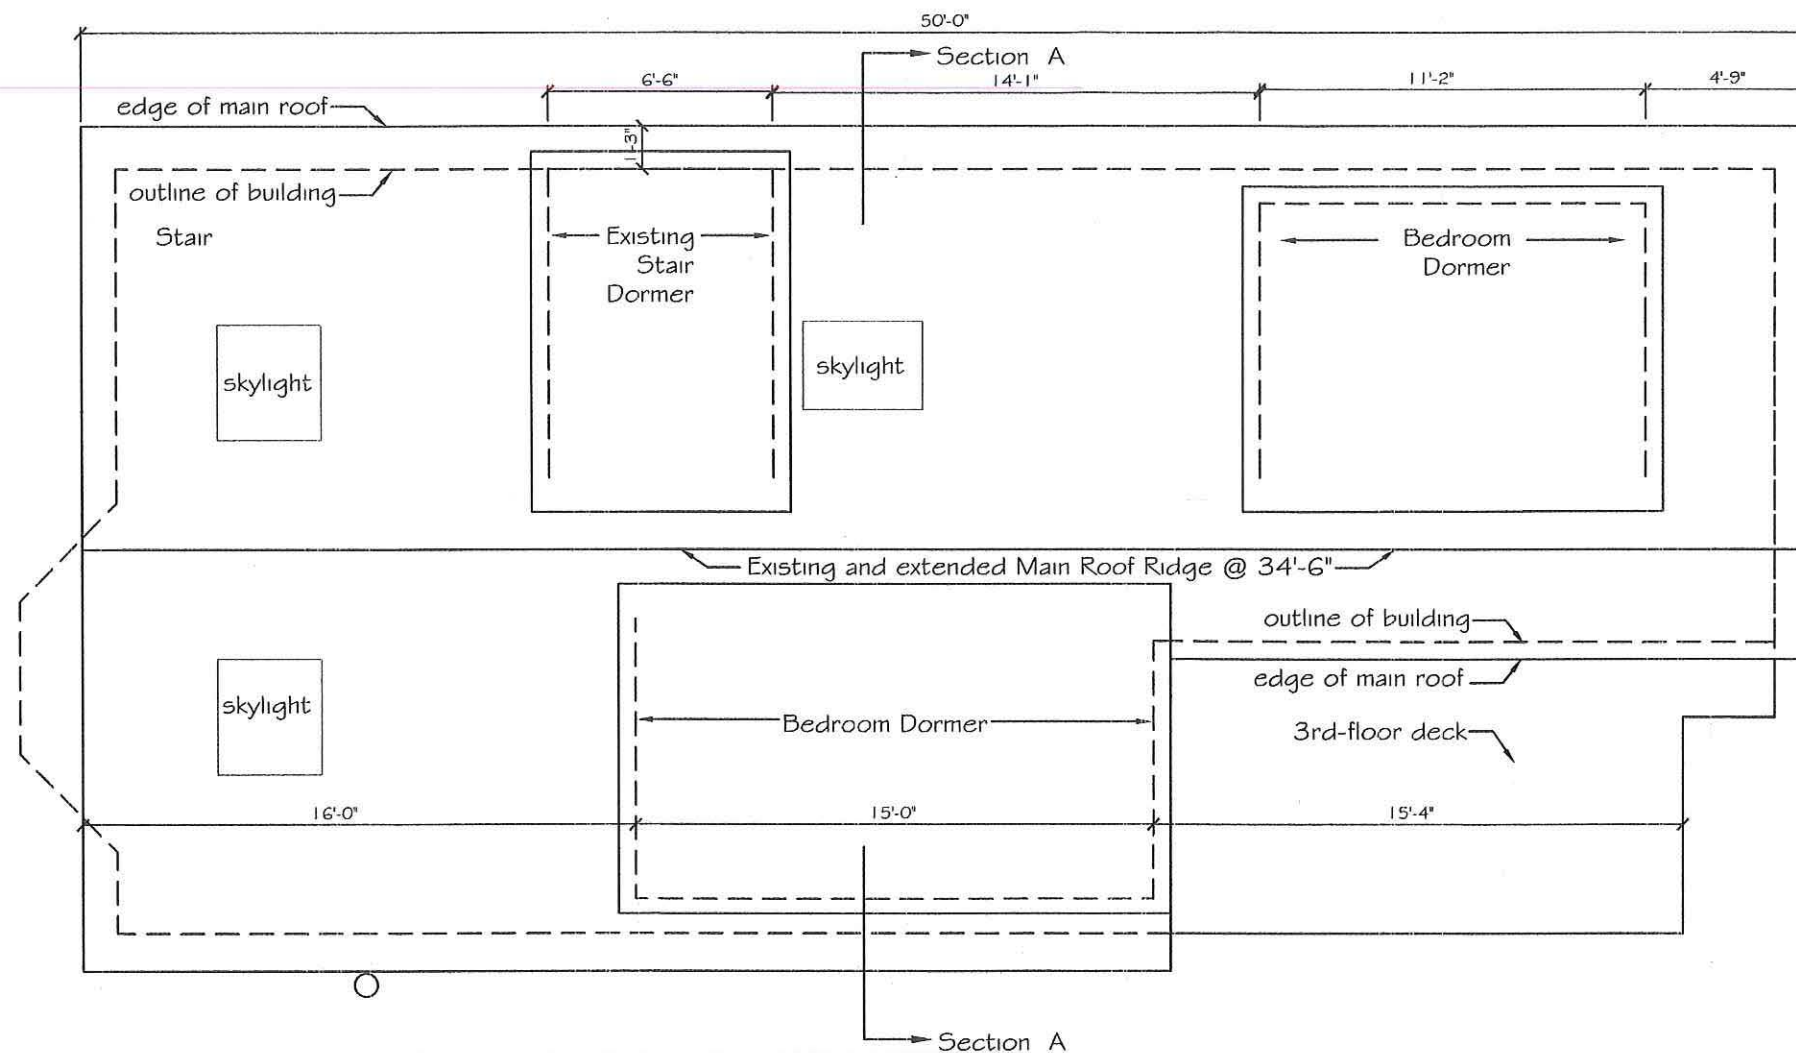 50'-0"
Section A
6'-6"
14'-1"
11'-2"
4'-9"
edge of main roof
1'-3"
outline of building
Stair
Existing
Stair
Dormer
Bedroom
Dormer
skylight
skylight
Existing and extended Main Roof Ridge @ 34'-6"
outline of building
edge of main roof
skylight
Bedroom Dormer
3rd-floor deck
16'-0"
15'-0"
15'-4"
Section A